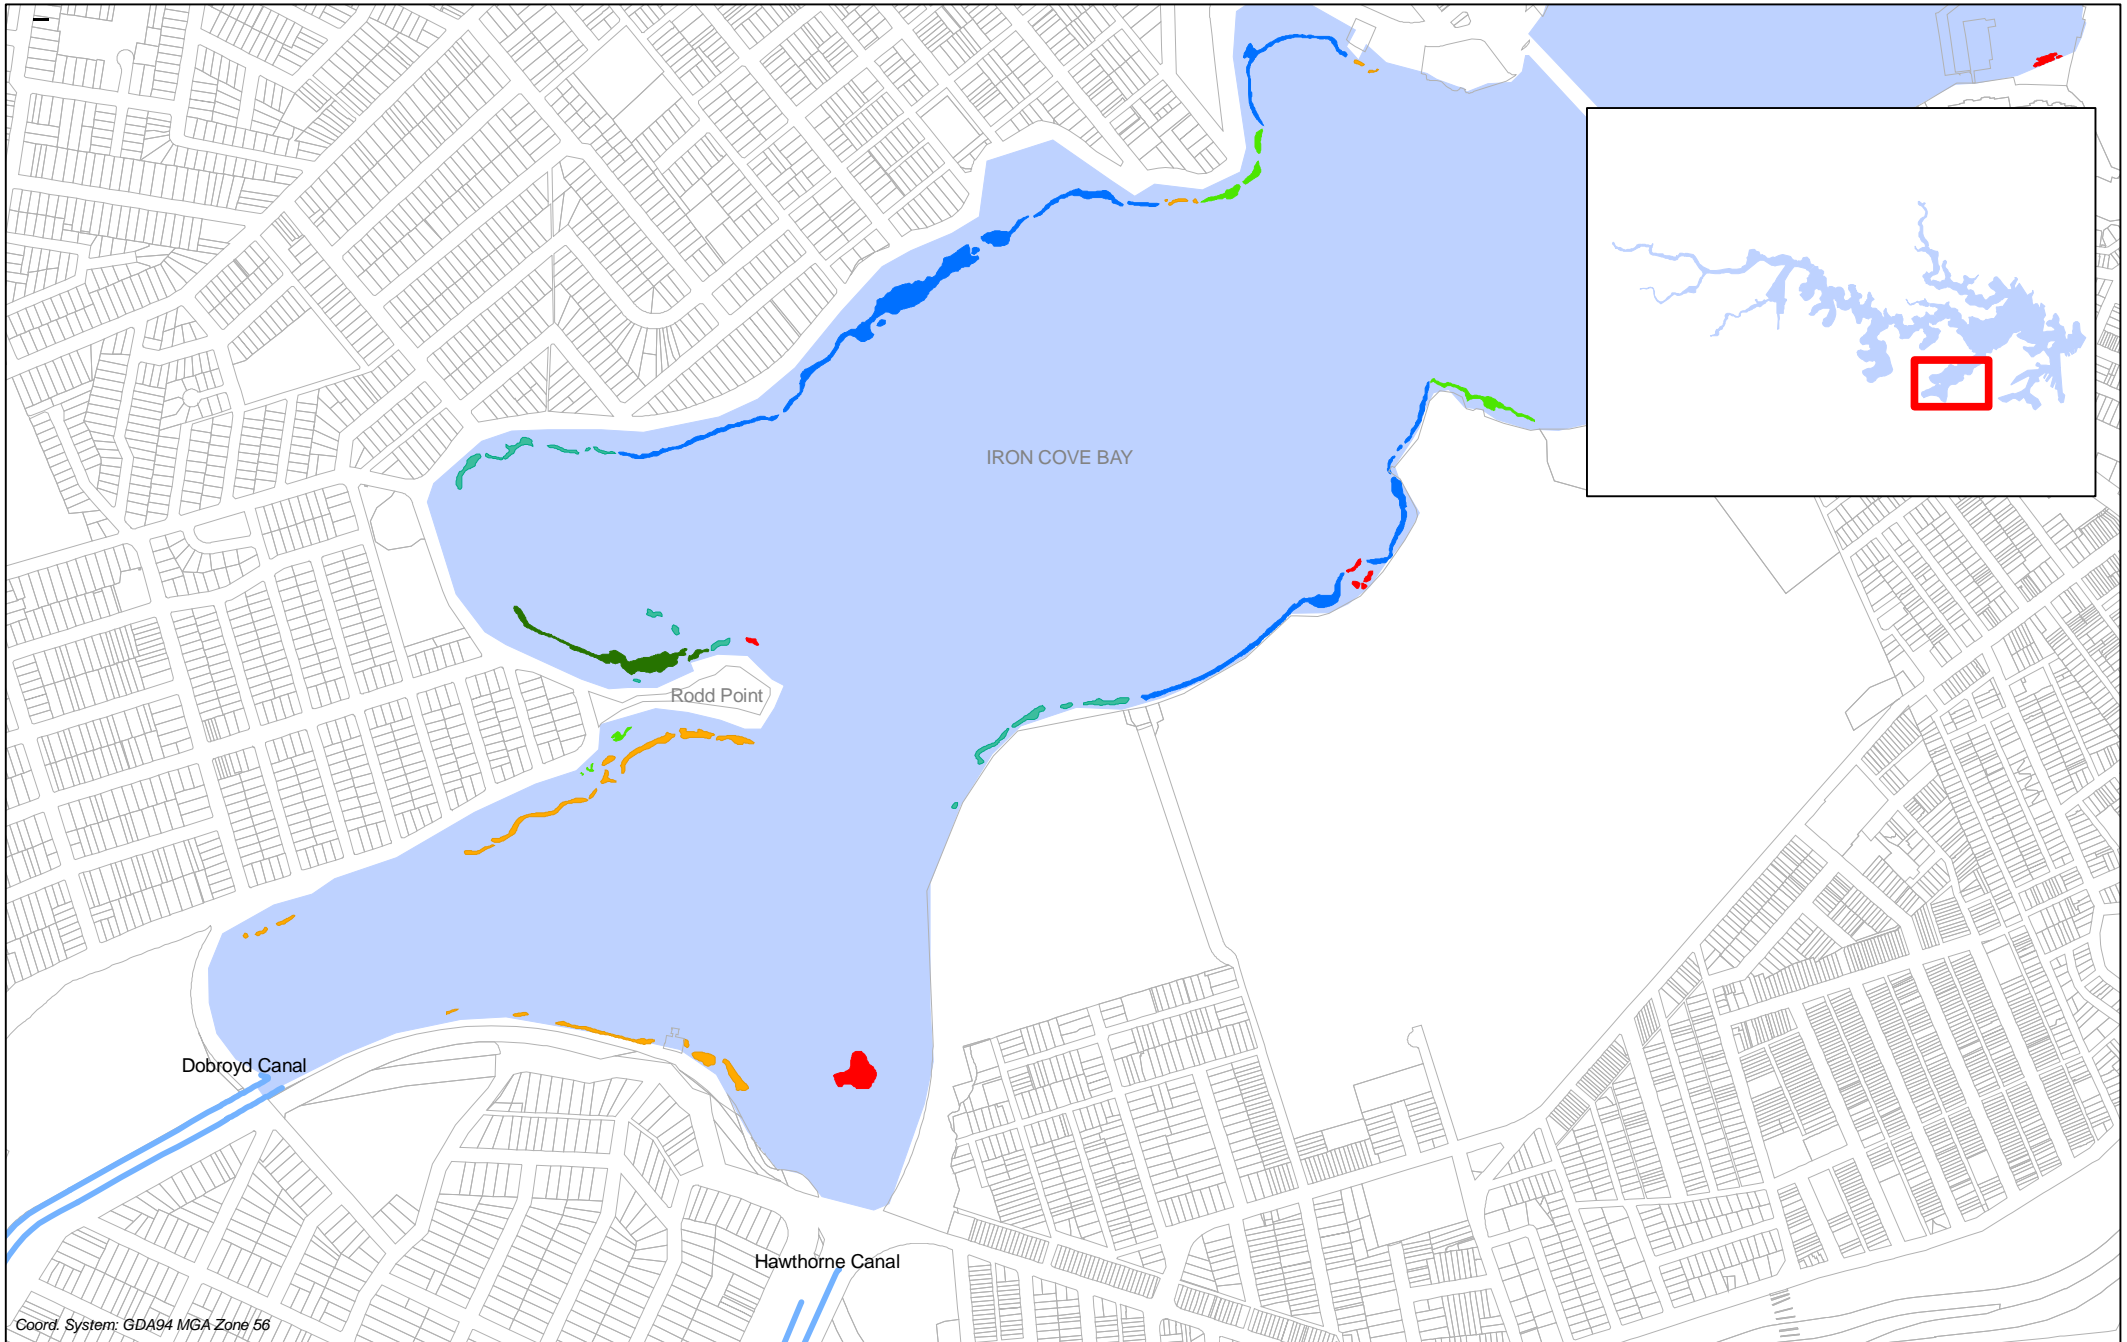 IRON COVE BAY
Rodd Point
Dobroyd Canal
Hawthorne Canal
Coord. System: GDA94 MGA Zone 56